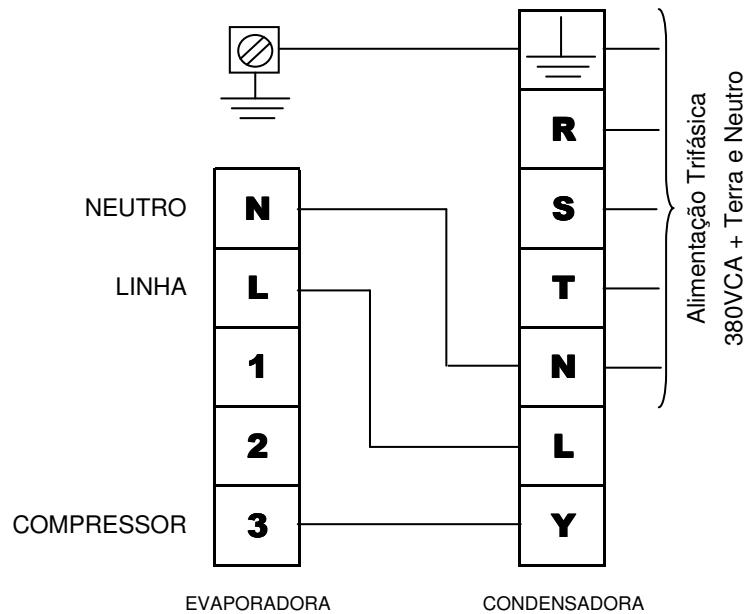 NEUTRO
LINHA
COMPRESSOR
N
L
1
2
3
EVAPORADORA
R
S
T
N
L
Y
CONDENSADORA
Alimentação Trifásica
380VCA + Terra e Neutro